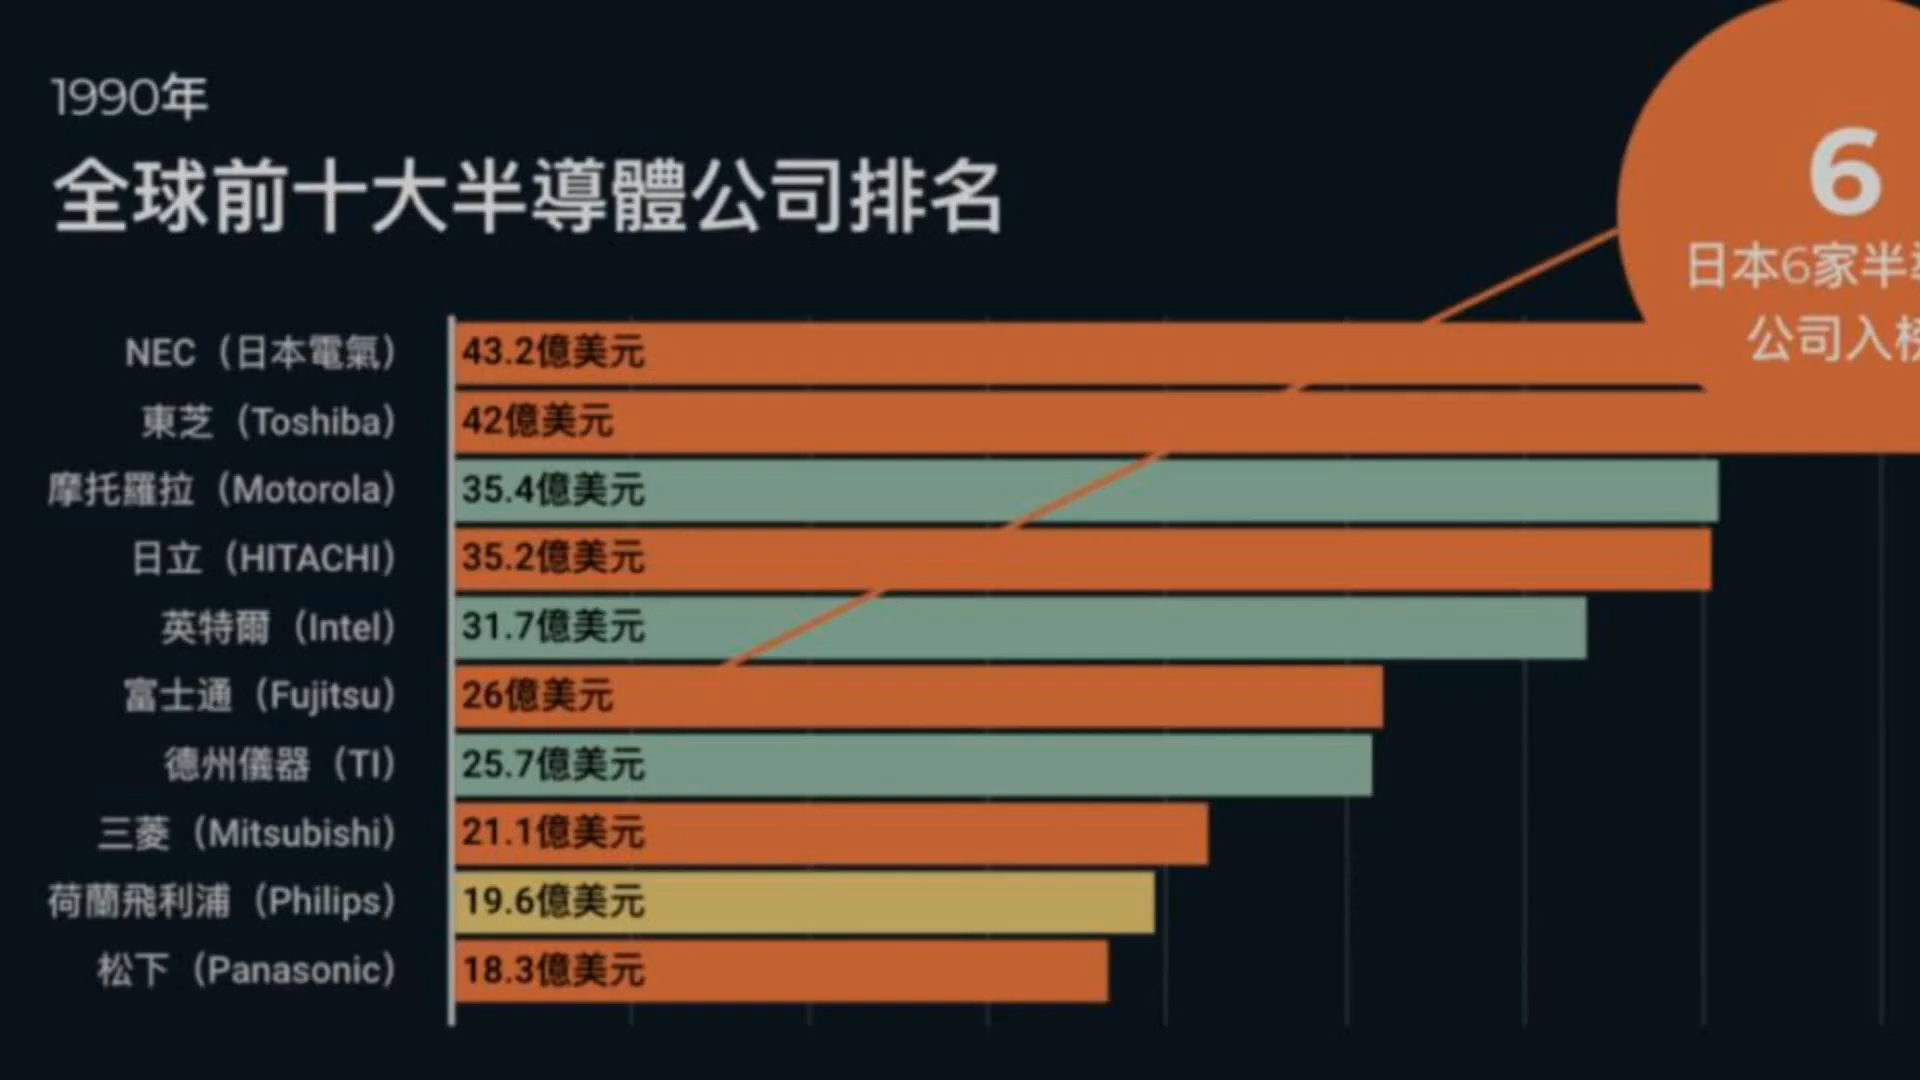 1990年
全球前十大半導體公司排名
6
日本6家半
公司入
NEC（日本電氣） 43.2億美元
東芝（Toshiba） 42億美元
摩托羅拉（Motorola） 35.4億美元
日立（HITACHI） 35.2億美元
英特爾（Intel） 31.7億美元
富士通（Fujitsu） 26億美元
德州儀器（TI） 25.7億美元
三菱（Mitsubishi） 21.1億美元
荷蘭飛利浦（Philips） 19.6億美元
松下（Panasonic） 18.3億美元